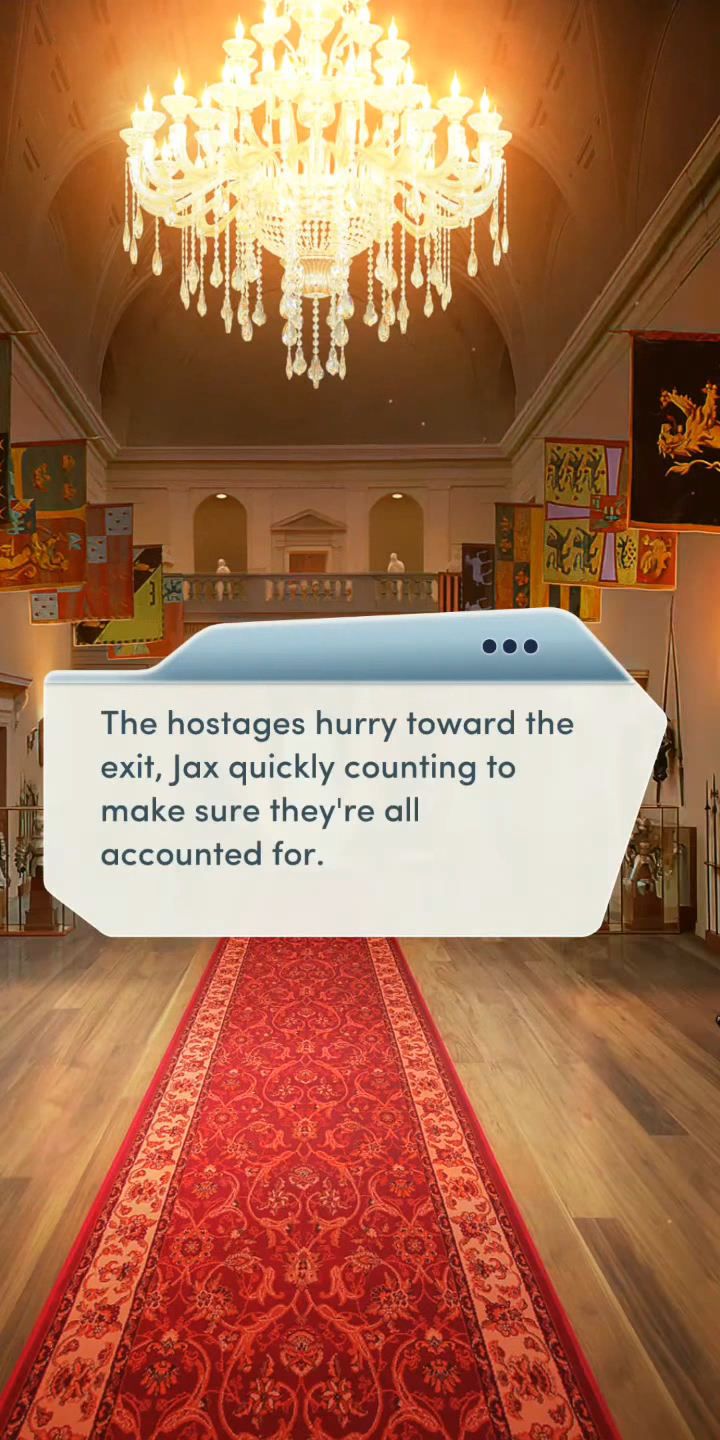 The hostages hurry toward the
exit, Jax quickly counting to
make sure they're all
accounted for.